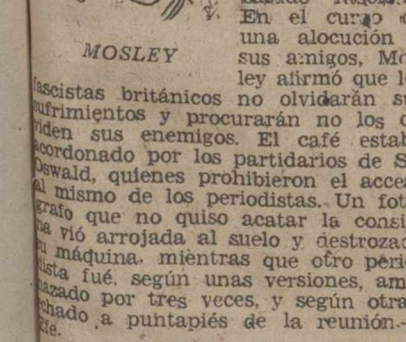 En el curso
MOSLEY
una alocución
sus amigos, Mo
ley afirmó que l
fascistas británicos no olvidarán s
sufrimientos y procurarán no los o
viden sus enemigos. El café estab
acordonado por los partidarios de S
Oswald, quienes prohibieron el acce
al mismo de los periodistas. Un fot
grafo que no quiso acatar la consi
na vió arrojada al suelo y destrozad
su máquina, mientras que otro peri
dista fué, según unas versiones, am
nazado por tres veces, y según otra
echado a puntapiés de la reunión.-
Efe.